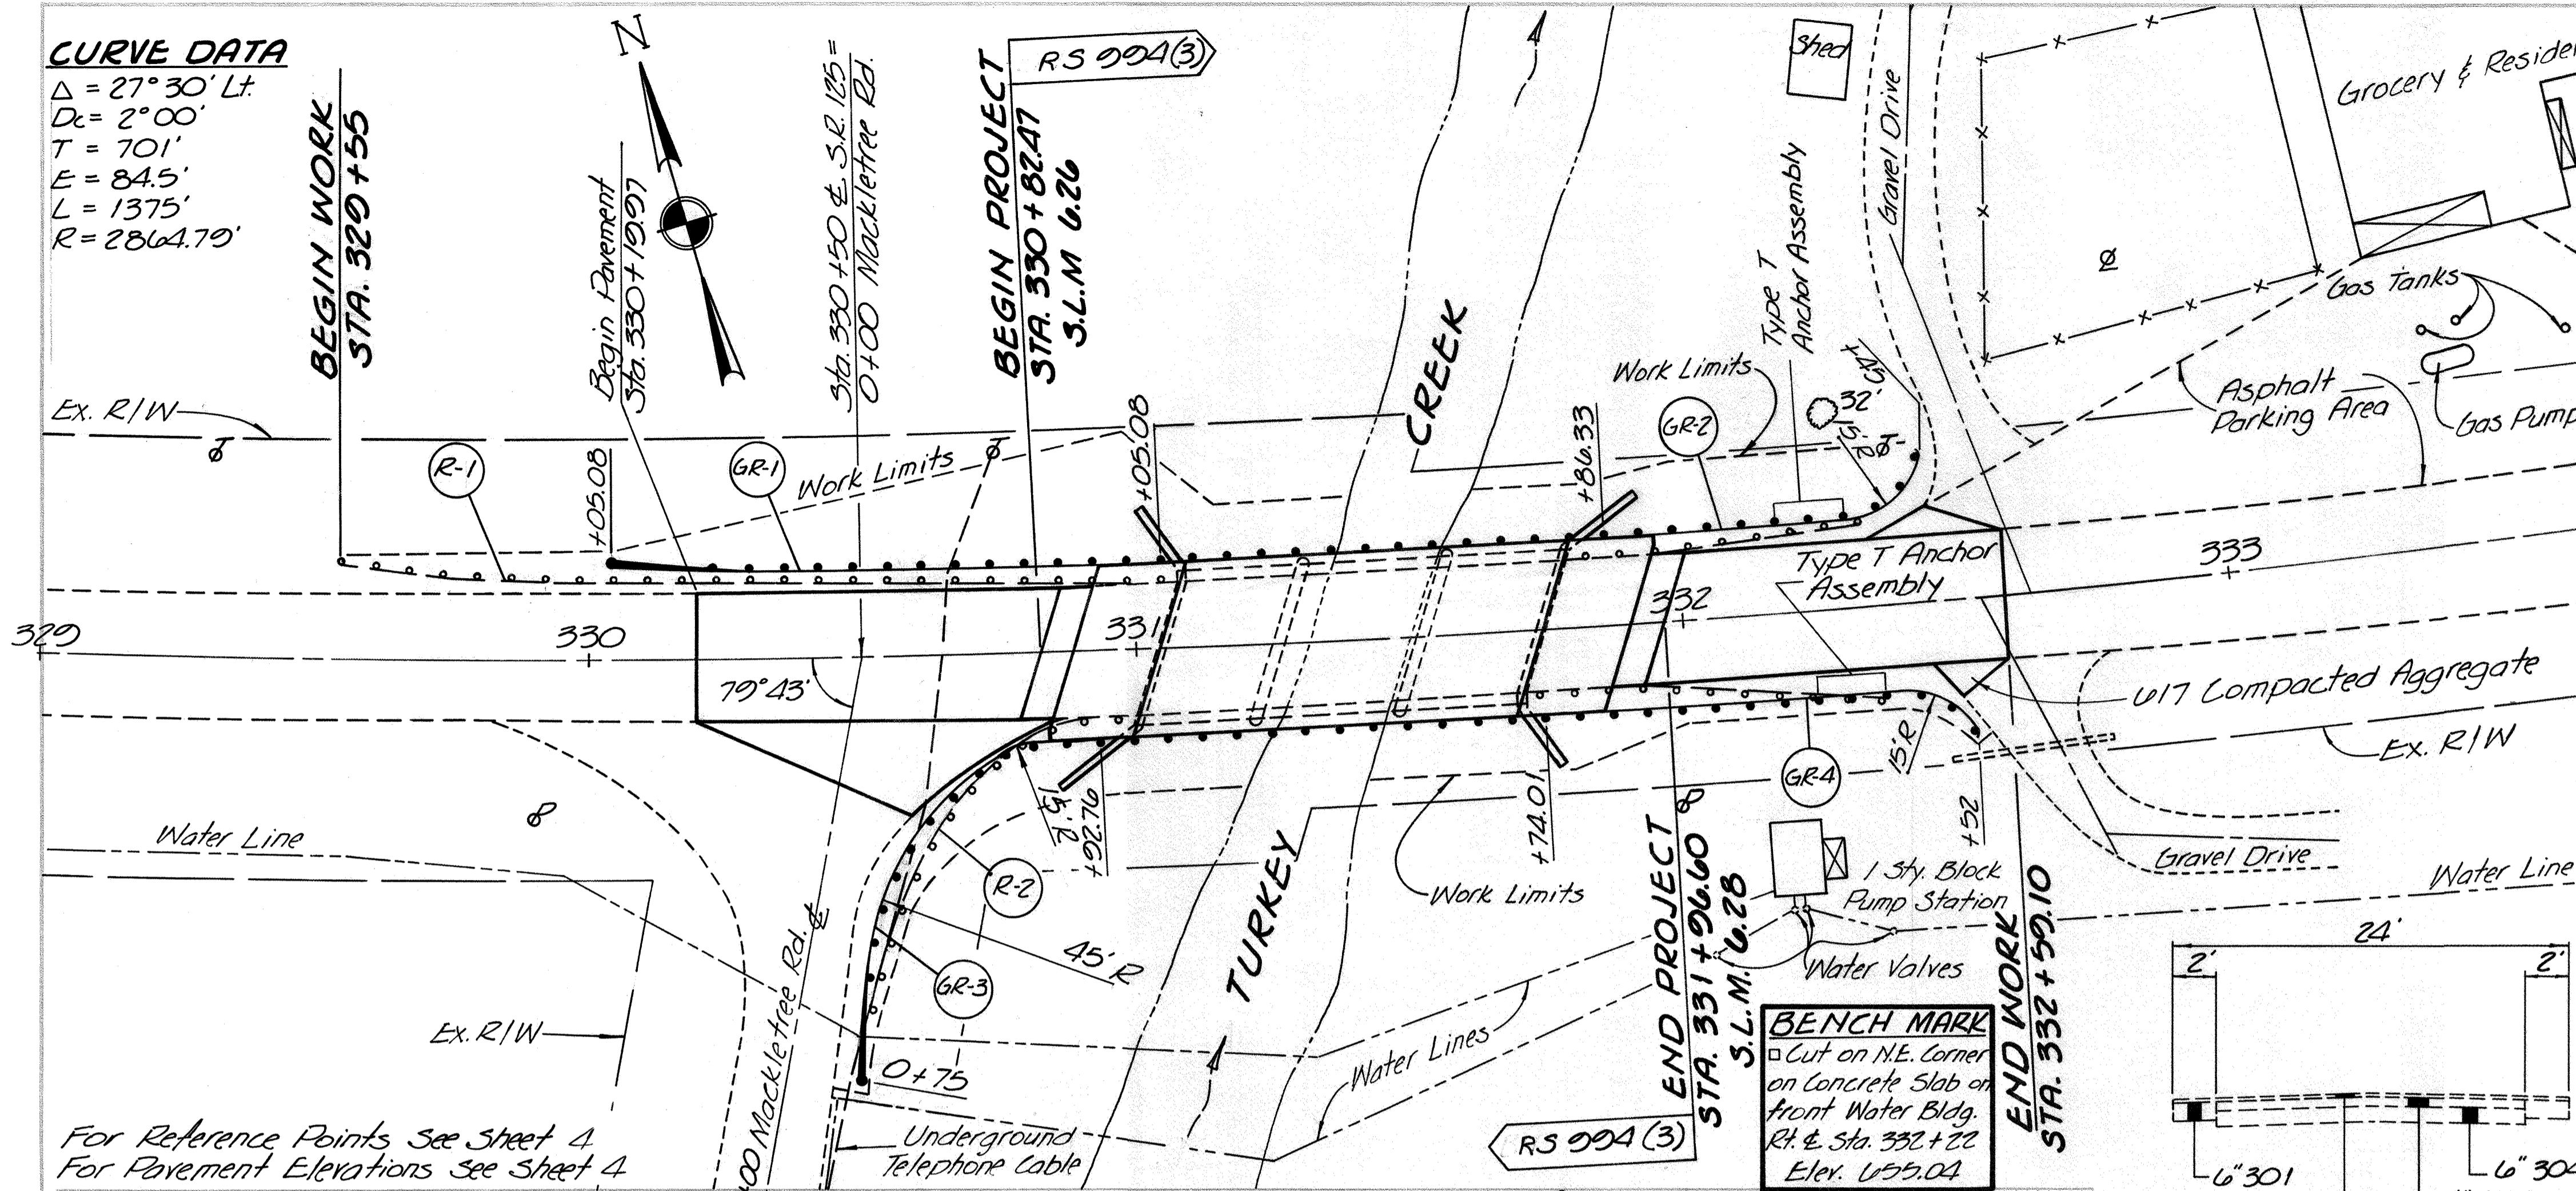 CURVE DATA
Δ = 27°30' Lt.
Dc = 2°00'
T = 701'
E = 84.5'
L = 1375'
R = 2864.79'
BEGIN WORK
STA. 329+55
N
Begin Pavement
Sta. 330+19.97
Sta. 330+50 ℄ S.R. 125=
0+00 Mackletree Rd.
BEGIN PROJECT
STA. 330+82.47
S.L.M 6.26
RS 994(3)
CREEK
Shed
Gravel Drive
Type T
Anchor Assembly
Work Limits
Grocery &
Gas Tanks
Asphalt
Parking Area
Gas Pump
Ex. R/W
R-1
+05.08
GR-1
Work Limits
+05.08
+86.33
GR-2
32'
15'R
Type T Anchor
Assembly
329
330
331
332
333
79°43'
617 Compacted Aggregate
Ex. R/W
15'R
GR-4
+52
Gravel Drive
Water Line
Water Line
15'R
+92.76
+74.01
R-2
Work Limits
TURKEY
45'R
GR-3
1 Sty. Block
Pump Station
Water Valves
Water Lines
END PROJECT
STA. 331+96.60
S.L.M. 6.28
END WORK
STA. 332+59.10
RS 994 (3)
BENCH MARK
□ Cut on N.E. Corner
on Concrete Slab on
front Water Bldg.
Rt. ℄ Sta. 332+22
Elev. 655.04
Ex. R/W
Mackletree Rd. ℄
0+75
Underground
Telephone Cable
24'
2'
2'
6" 301
6" 304
For Reference Points See Sheet 4
For Pavement Elevations see Sheet 4